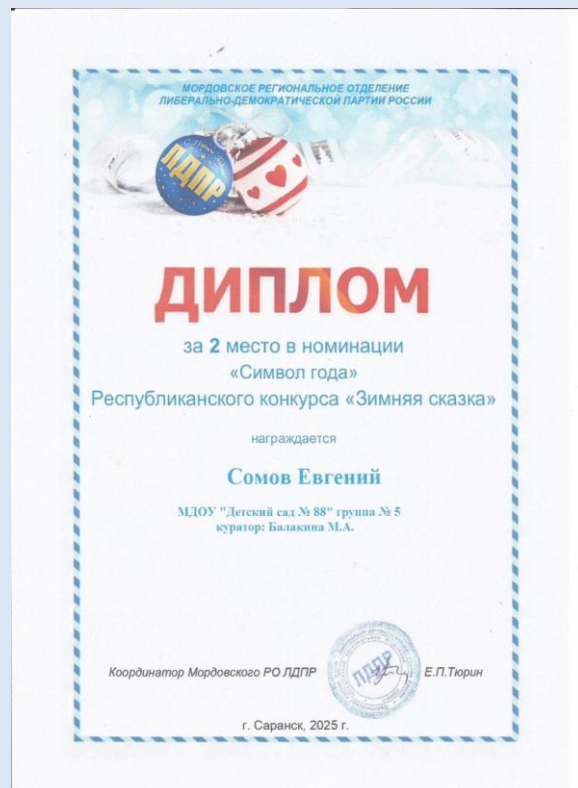 МОРДОВСКОЕ РЕГИОНАЛЬНОЕ ОТДЕЛЕНИЕ
ЛИБЕРАЛЬНО-ДЕМОКРАТИЧЕСКОЙ ПАРТИИ РОССИИ
ЛДПР
ДИПЛОМ
за 2 место в номинации
«Символ года»
Республиканского конкурса «Зимняя сказка»
награждается
Сомов Евгений
МДОУ "Детский сад № 88" группа № 5
куратор: Балакина М.А.
Координатор Мордовского РО ЛДПР
ЛДПР
Е.П.Тюрин
г. Саранск, 2025 г.